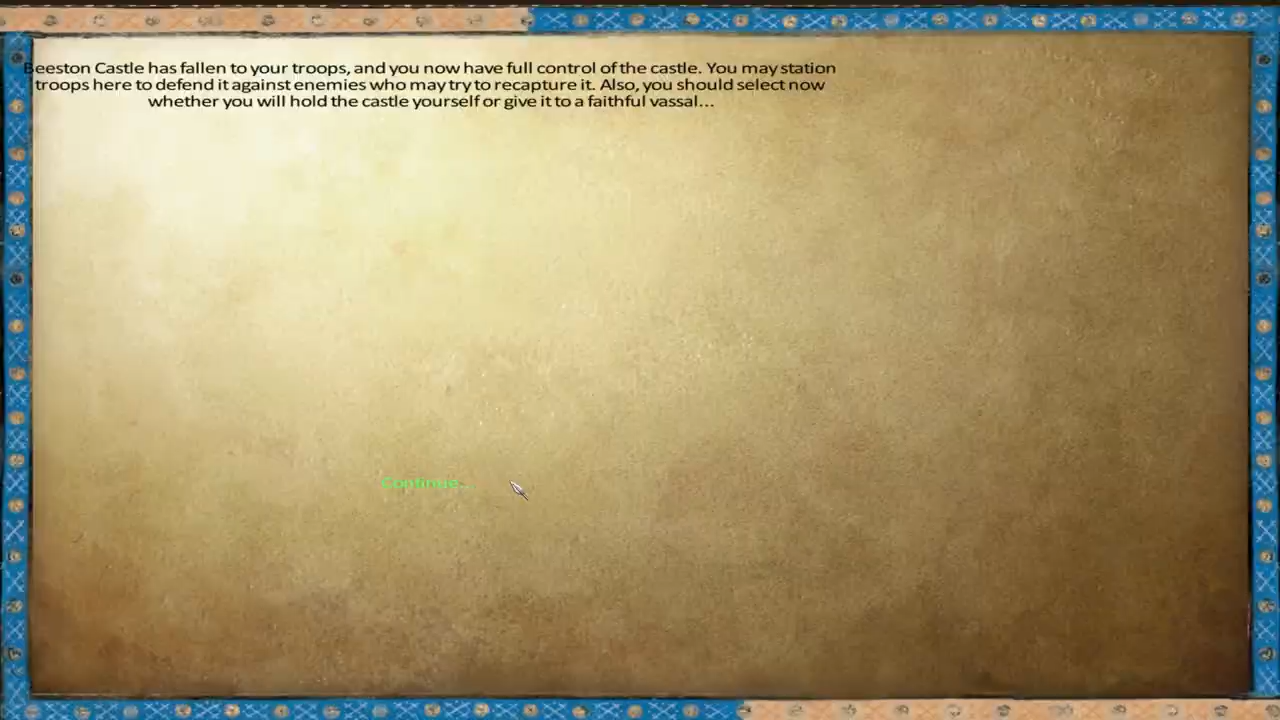 Beeston Castle has fallen to your troops, and you now have full control of the castle. You may station
troops here to defend it against enemies who may try to recapture it. Also, you should select now
whether you will hold the castle yourself or give it to a faithful vassal...
Continue...